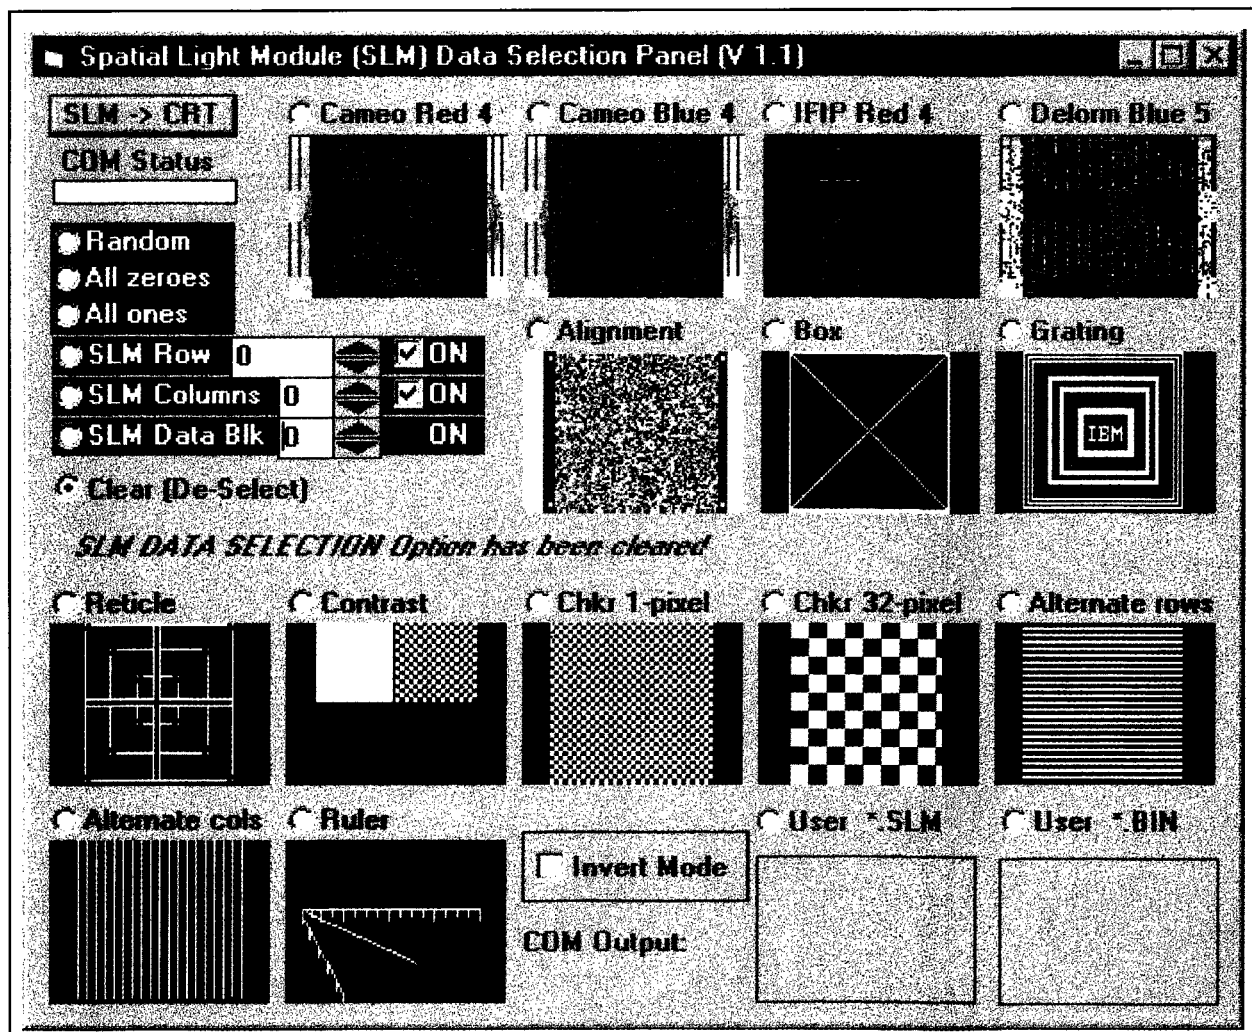 Spatial Light Module (SLM) Data Selection Panel (V 1.1)
SLM -> CRT
Cameo Red 4
Cameo Blue 4
IFIP Red 4
Delorm Blue 5
COM Status
Random
All zeroes
All ones
SLM Row 0 ON
SLM Columns 0 ON
SLM Data Blk 0 ON
Clear (De-Select)
Alignment
Box
Grating
IBM
SLM DATA SELECTION Option has been cleared
Reticle
Contrast
Chkr 1-pixel
Chkr 32-pixel
Alternate rows
Alternate cols
Ruler
Invert Mode
COM Output:
User *.SLM
User *.BIN